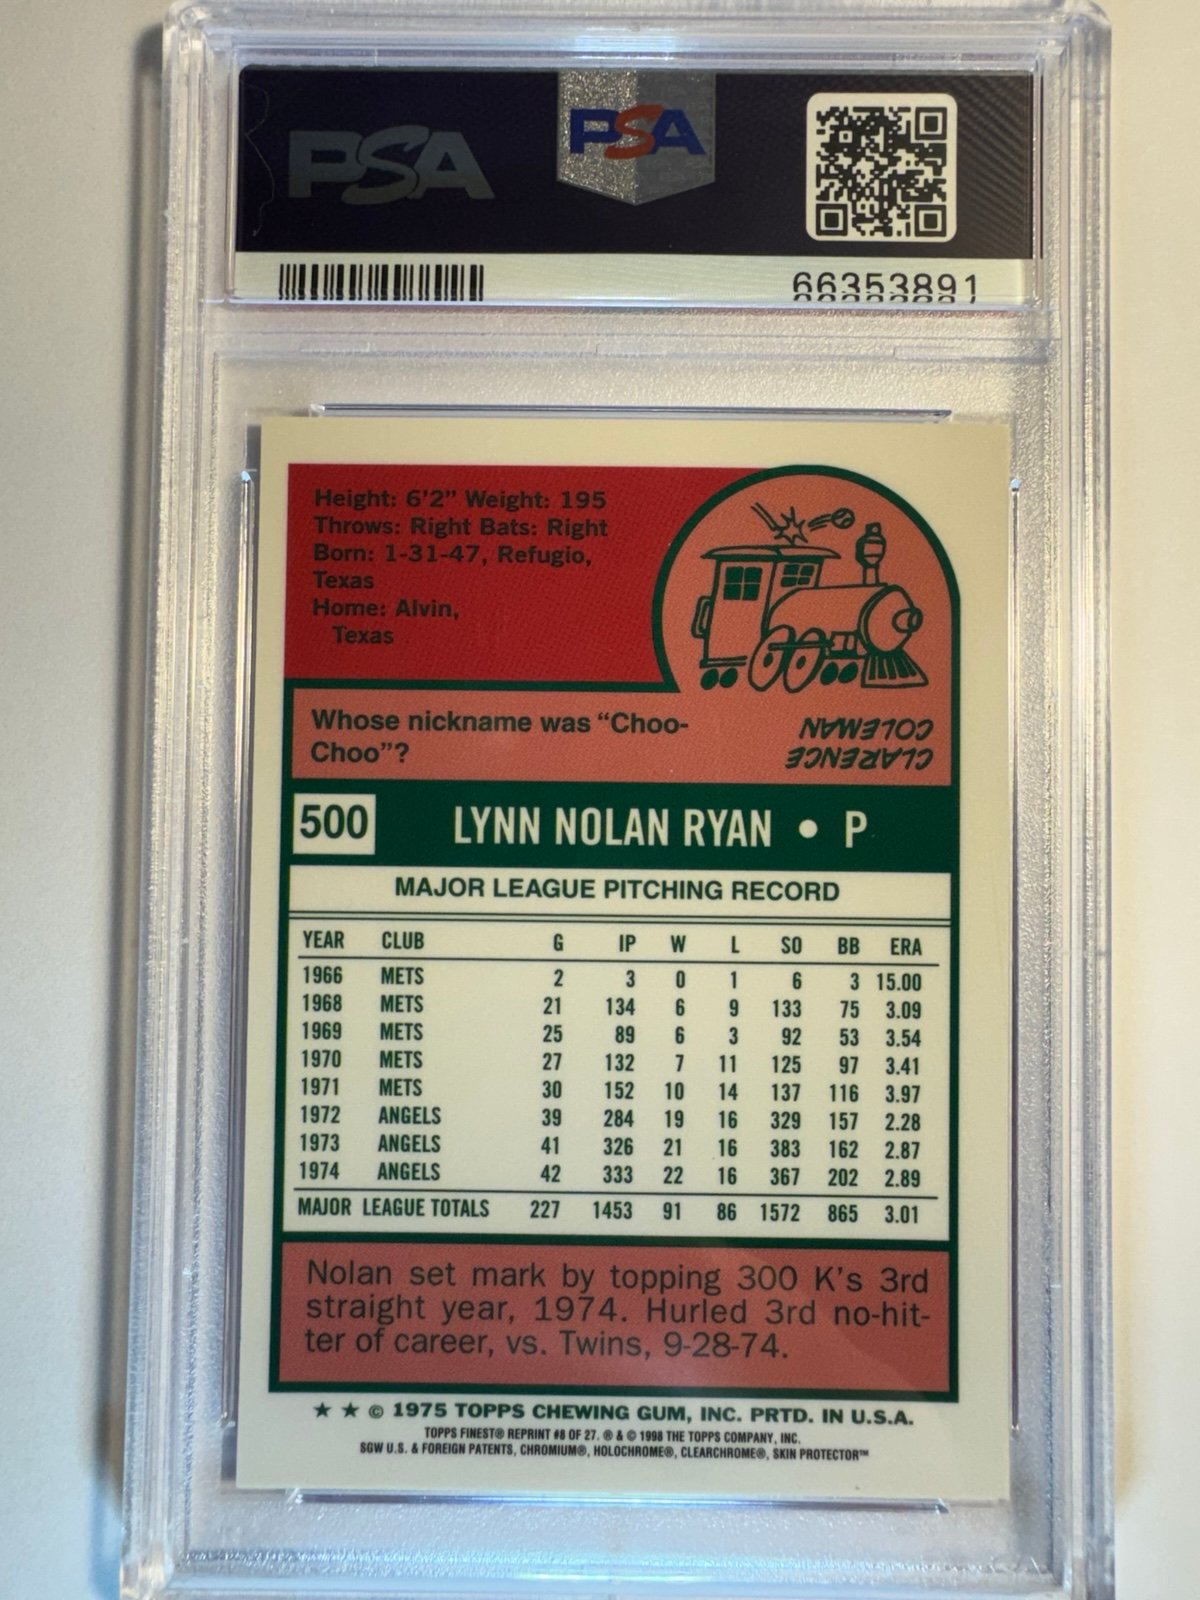 PSA
PSA
66353891
Height: 6'2" Weight: 195
Throws: Right Bats: Right
Born: 1-31-47, Refugio,
Texas
Home: Alvin,
Texas
Whose nickname was “Choo-
Choo”?
CLARENCE
COLEMAN
500 LYNN NOLAN RYAN • P
MAJOR LEAGUE PITCHING RECORD
YEAR CLUB G IP W L SO BB ERA
1966 METS 2 3 0 1 6 3 15.00
1968 METS 21 134 6 9 133 75 3.09
1969 METS 25 89 6 3 92 53 3.54
1970 METS 27 132 7 11 125 97 3.41
1971 METS 30 152 10 14 137 116 3.97
1972 ANGELS 39 284 19 16 329 157 2.28
1973 ANGELS 41 326 21 16 383 162 2.87
1974 ANGELS 42 333 22 16 367 202 2.89
MAJOR LEAGUE TOTALS 227 1453 91 86 1572 865 3.01
Nolan set mark by topping 300 K's 3rd
straight year, 1974. Hurled 3rd no-hit-
ter of career, vs. Twins, 9-28-74.
★ ★ © 1975 TOPPS CHEWING GUM, INC. PRTD. IN U.S.A.
TOPPS FINEST® REPRINT #8 OF 27. ® & © 1998 THE TOPPS COMPANY, INC.
SGW U.S. & FOREIGN PATENTS, CHROMIUM®, HOLOCHROME®, CLEARCHROME®, SKIN PROTECTOR™